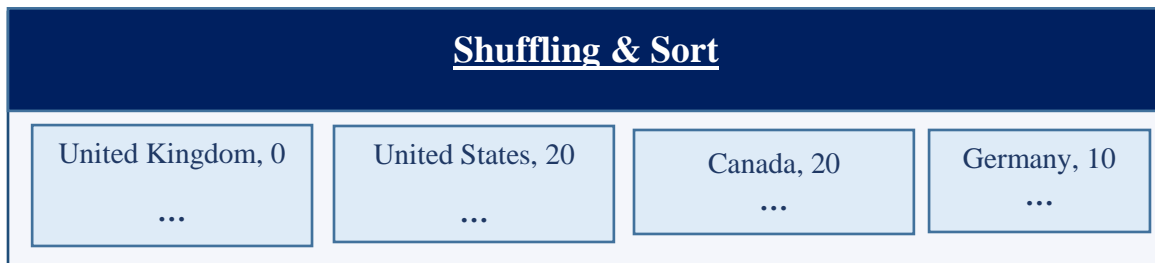 Shuffling & Sort
United Kingdom, 0
...
United States, 20
...
Canada, 20
...
Germany, 10
...